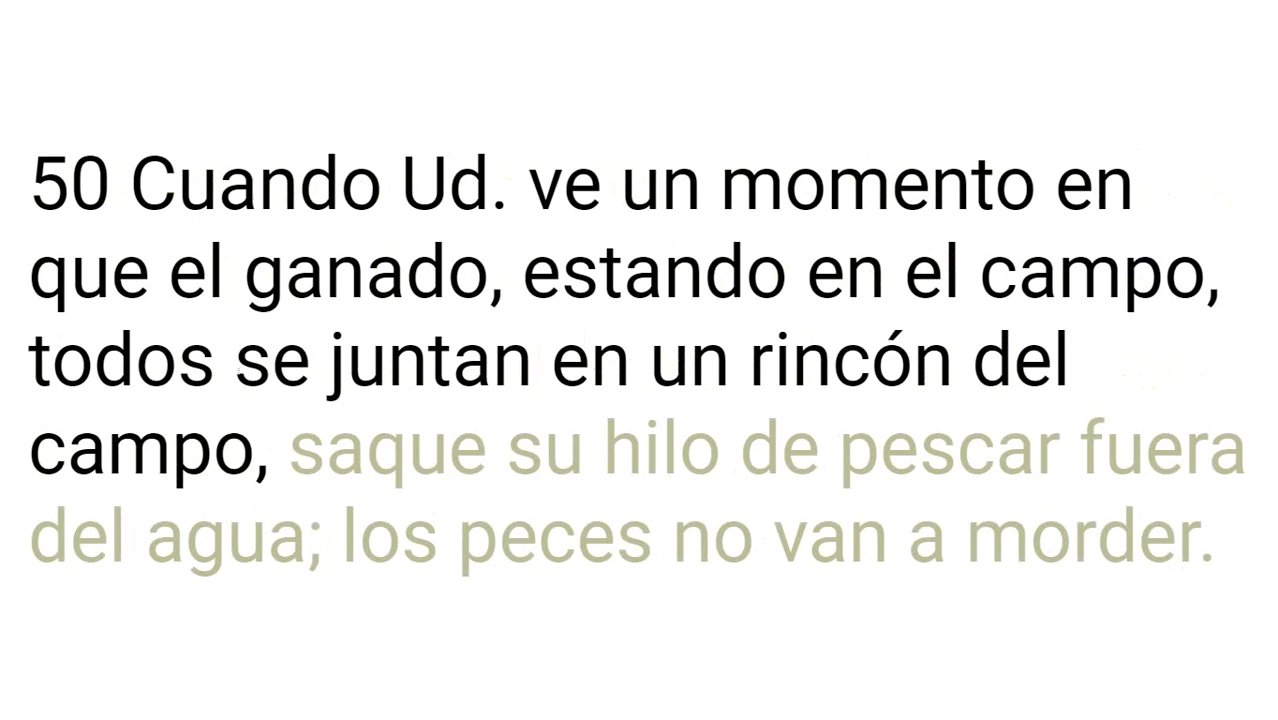 50 Cuando Ud. ve un momento en
que el ganado, estando en el campo,
todos se juntan en un rincón del
campo, saque su hilo de pescar fuera
del agua; los peces no van a morder.